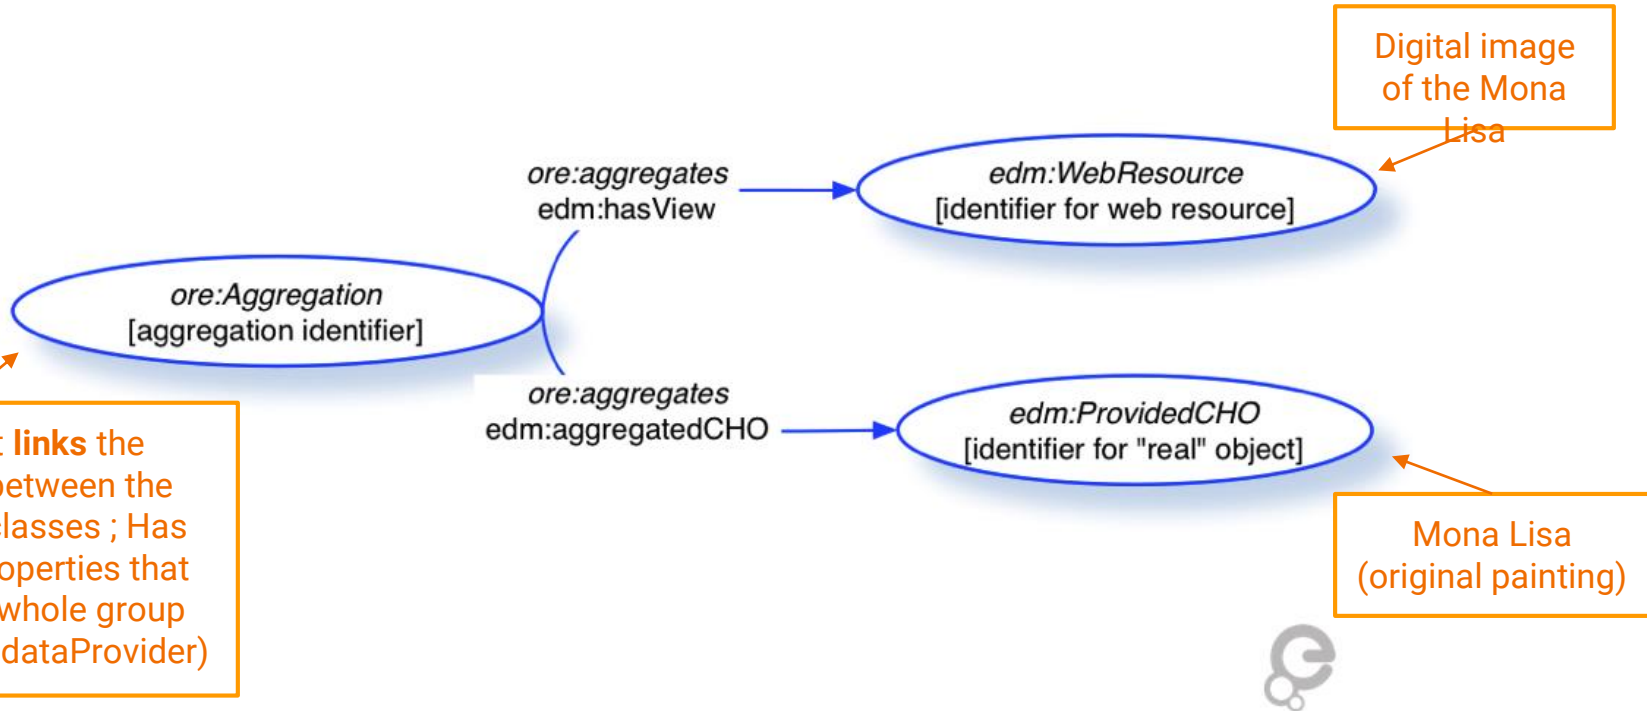 Digital image
of the Mona
Lisa
ore:aggregates
edm:hasView
edm:WebResource
[identifier for web resource]
ore:Aggregation
[aggregation identifier]
ore:aggregates
edm:aggregatedCHO
edm:ProvidedCHO
[identifier for "real" object]
links the
between the
classes ; Has
that
whole group
dataProvider)
Mona Lisa
(original painting)